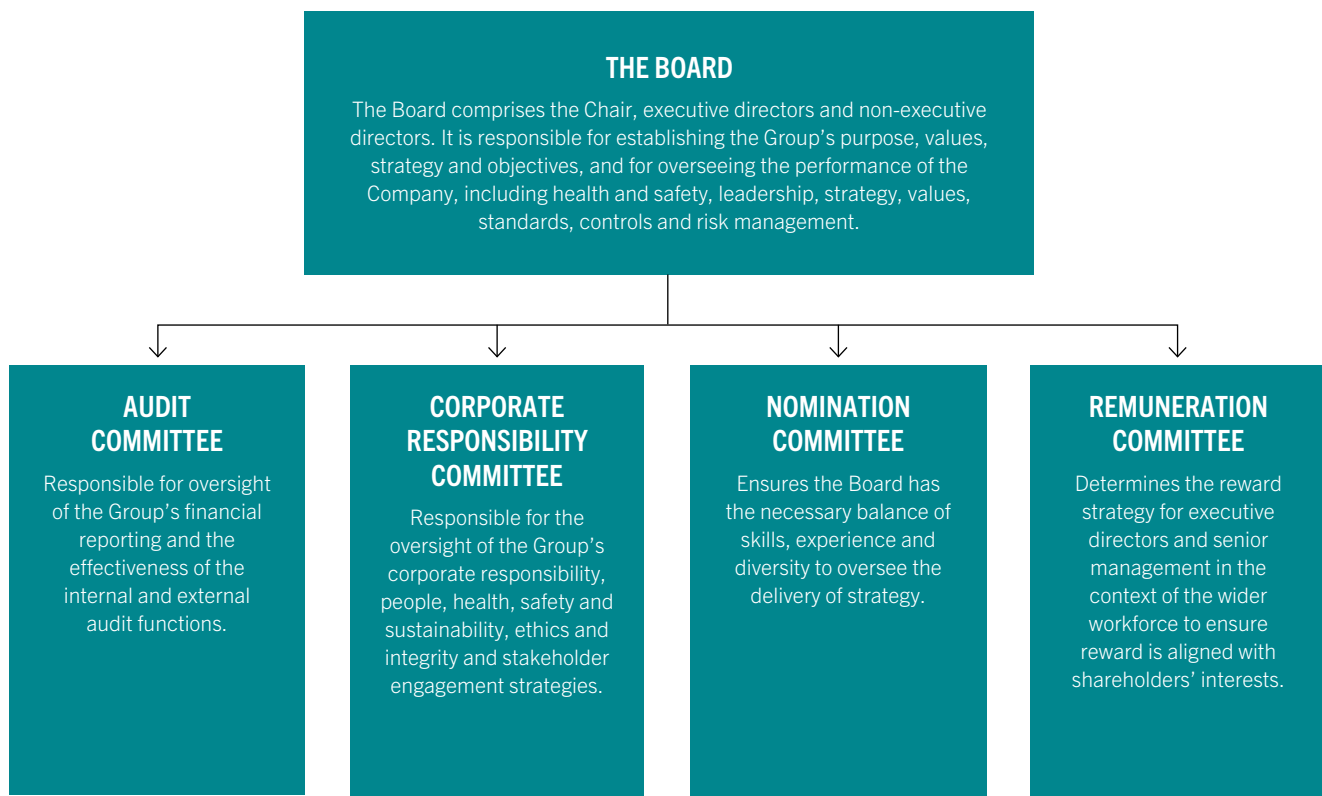 THE BOARD
The Board comprises the Chair, executive directors and non-executive
directors. It is responsible for establishing the Group’s purpose, values,
strategy and objectives, and for overseeing the performance of the
Company, including health and safety, leadership, strategy, values,
standards, controls and risk management.
AUDIT
COMMITTEE
Responsible for oversight
of the Group’s financial
reporting and the
effectiveness of the
internal and external
audit functions.
CORPORATE
RESPONSIBILITY
COMMITTEE
Responsible for the
oversight of the Group’s
corporate responsibility,
people, health, safety and
sustainability, ethics and
integrity and stakeholder
engagement strategies.
NOMINATION
COMMITTEE
Ensures the Board has
the necessary balance of
skills, experience and
diversity to oversee the
delivery of strategy.
REMUNERATION
COMMITTEE
Determines the reward
strategy for executive
directors and senior
management in the
context of the wider
workforce to ensure
reward is aligned with
shareholders’ interests.